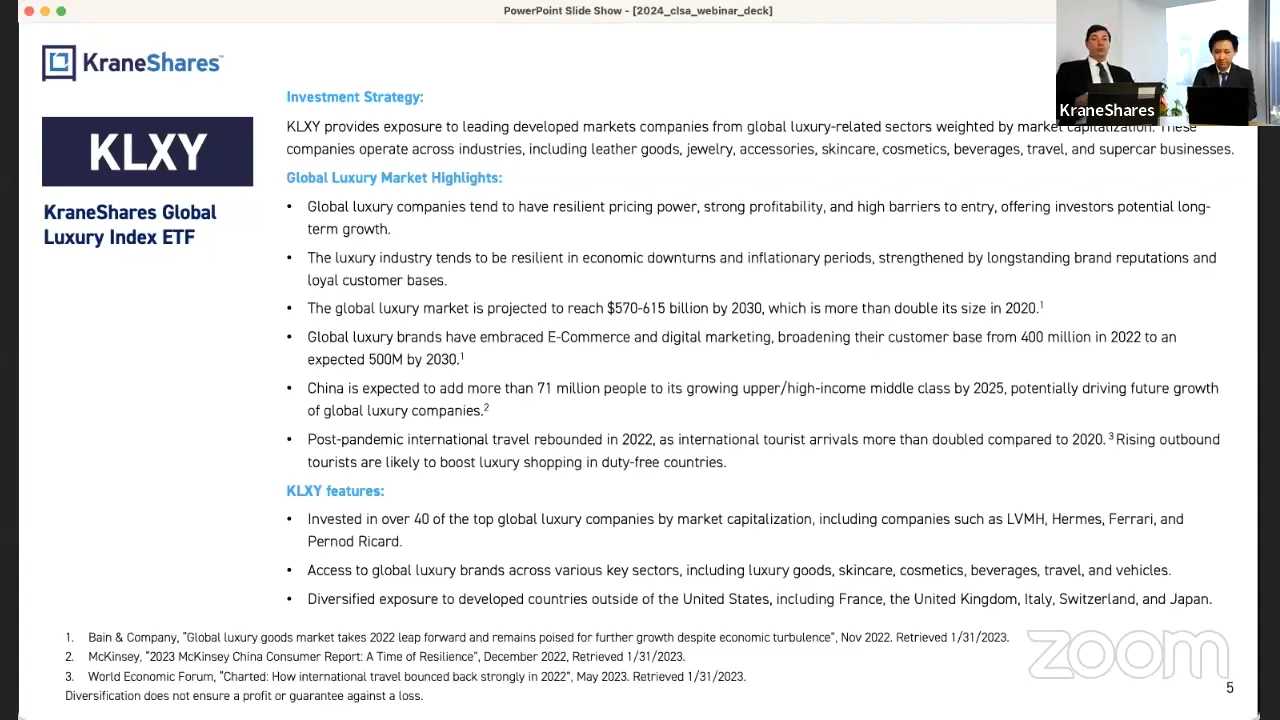 PowerPoint Slide Show - [2024_clsa_webinar_deck]
KraneShares™
KraneShares
KLXY
KraneShares Global
Luxury Index ETF
Investment Strategy:
KLXY provides exposure to leading developed markets companies from global luxury-related sectors weighted by market capitalization. These
companies operate across industries, including leather goods, jewelry, accessories, skincare, cosmetics, beverages, travel, and supercar businesses.
Global Luxury Market Highlights:
• Global luxury companies tend to have resilient pricing power, strong profitability, and high barriers to entry, offering investors potential long-
term growth.
• The luxury industry tends to be resilient in economic downturns and inflationary periods, strengthened by longstanding brand reputations and
loyal customer bases.
• The global luxury market is projected to reach $570-615 billion by 2030, which is more than double its size in 2020.¹
• Global luxury brands have embraced E-Commerce and digital marketing, broadening their customer base from 400 million in 2022 to an
expected 500M by 2030.¹
• China is expected to add more than 71 million people to its growing upper/high-income middle class by 2025, potentially driving future growth
of global luxury companies.²
• Post-pandemic international travel rebounded in 2022, as international tourist arrivals more than doubled compared to 2020. ³ Rising outbound
tourists are likely to boost luxury shopping in duty-free countries.
KLXY features:
• Invested in over 40 of the top global luxury companies by market capitalization, including companies such as LVMH, Hermes, Ferrari, and
Pernod Ricard.
• Access to global luxury brands across various key sectors, including luxury goods, skincare, cosmetics, beverages, travel, and vehicles.
• Diversified exposure to developed countries outside of the United States, including France, the United Kingdom, Italy, Switzerland, and Japan.
1. Bain & Company, "Global luxury goods market takes 2022 leap forward and remains poised for further growth despite economic turbulence", Nov 2022. Retrieved 1/31/2023.
2. McKinsey, "2023 McKinsey China Consumer Report: A Time of Resilience", December 2022, Retrieved 1/31/2023.
3. World Economic Forum, "Charted: How international travel bounced back strongly in 2022", May 2023. Retrieved 1/31/2023.
Diversification does not ensure a profit or guarantee against a loss.
zoom
5